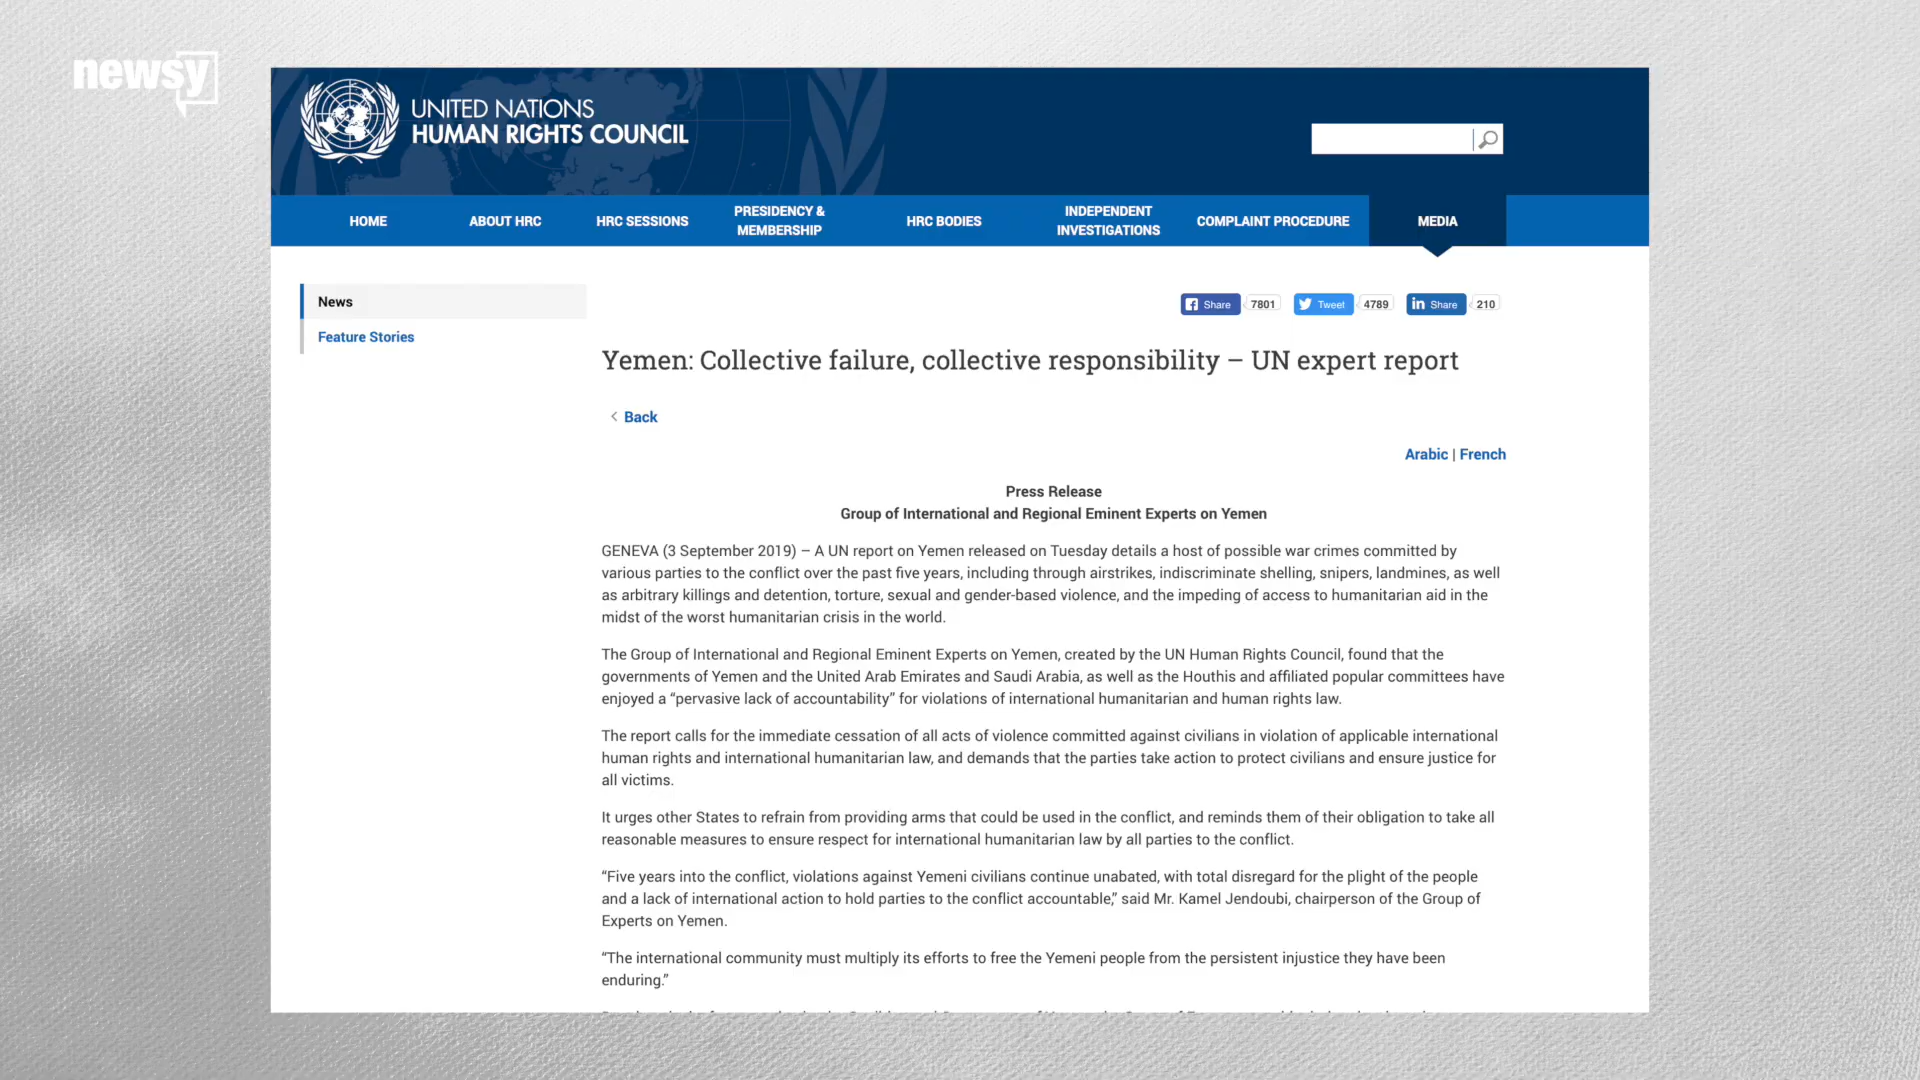 newsy
UNITED NATIONS
HUMAN RIGHTS COUNCIL
HOME
ABOUT HRC
HRC SESSIONS
PRESIDENCY &
MEMBERSHIP
HRC BODIES
INDEPENDENT
INVESTIGATIONS
COMPLAINT PROCEDURE
MEDIA
News
Feature Stories
Share 7801 Tweet 4789 in Share 210
Yemen: Collective failure, collective responsibility – UN expert report
< Back
Arabic | French
Press Release
Group of International and Regional Eminent Experts on Yemen
GENEVA (3 September 2019) – A UN report on Yemen released on Tuesday details a host of possible war crimes committed by
various parties to the conflict over the past five years, including through airstrikes, indiscriminate shelling, snipers, landmines, as well
as arbitrary killings and detention, torture, sexual and gender-based violence, and the impeding of access to humanitarian aid in the
midst of the worst humanitarian crisis in the world.
The Group of International and Regional Eminent Experts on Yemen, created by the UN Human Rights Council, found that the
governments of Yemen and the United Arab Emirates and Saudi Arabia, as well as the Houthis and affiliated popular committees have
enjoyed a “pervasive lack of accountability” for violations of international humanitarian and human rights law.
The report calls for the immediate cessation of all acts of violence committed against civilians in violation of applicable international
human rights and international humanitarian law, and demands that the parties take action to protect civilians and ensure justice for
all victims.
It urges other States to refrain from providing arms that could be used in the conflict, and reminds them of their obligation to take all
reasonable measures to ensure respect for international humanitarian law by all parties to the conflict.
“Five years into the conflict, violations against Yemeni civilians continue unabated, with total disregard for the plight of the people
and a lack of international action to hold parties to the conflict accountable,” said Mr. Kamel Jendoubi, chairperson of the Group of
Experts on Yemen.
“The international community must multiply its efforts to free the Yemeni people from the persistent injustice they have been
enduring.”